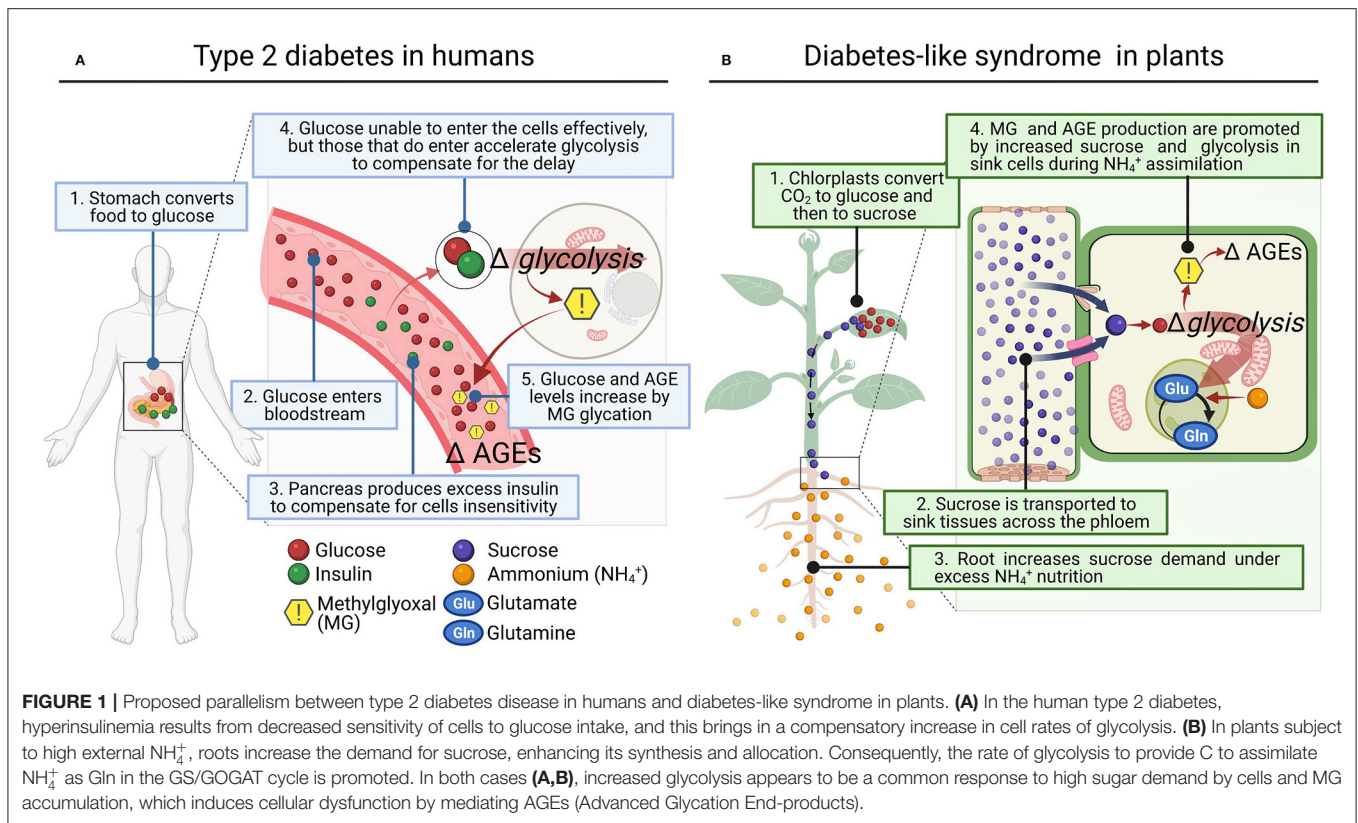 A Type 2 diabetes in humans
4. Glucose unable to enter the cells effectively,
but those that do enter accelerate glycolysis
to compensate for the delay
1. Stomach converts
food to glucose
Δ glycolysis
!
2. Glucose enters
bloodstream
5. Glucose and AGE
levels increase by
MG glycation
!
!
!
Δ AGEs
3. Pancreas produces excess insulin
to compensate for cells insensitivity
Glucose
Insulin
! Methylglyoxal
(MG)
Sucrose
Ammonium (NH₄⁺)
Glu Glutamate
Gln Glutamine
B Diabetes-like syndrome in plants
4. MG and AGE production are promoted
by increased sucrose and glycolysis in
sink cells during NH₄⁺ assimilation
1. Chlorplasts convert
CO₂ to glucose and
then to sucrose
Δ AGEs
!
Δglycolysis
Glu
Gln
2. Sucrose is transported to
sink tissues across the phloem
3. Root increases sucrose demand under
excess NH₄⁺ nutrition
FIGURE 1 | Proposed parallelism between type 2 diabetes disease in humans and diabetes-like syndrome in plants. (A) In the human type 2 diabetes,
hyperinsulinemia results from decreased sensitivity of cells to glucose intake, and this brings in a compensatory increase in cell rates of glycolysis. (B) In plants subject
to high external NH₄⁺, roots increase the demand for sucrose, enhancing its synthesis and allocation. Consequently, the rate of glycolysis to provide C to assimilate
NH₄⁺ as Gln in the GS/GOGAT cycle is promoted. In both cases (A,B), increased glycolysis appears to be a common response to high sugar demand by cells and MG
accumulation, which induces cellular dysfunction by mediating AGEs (Advanced Glycation End-products).